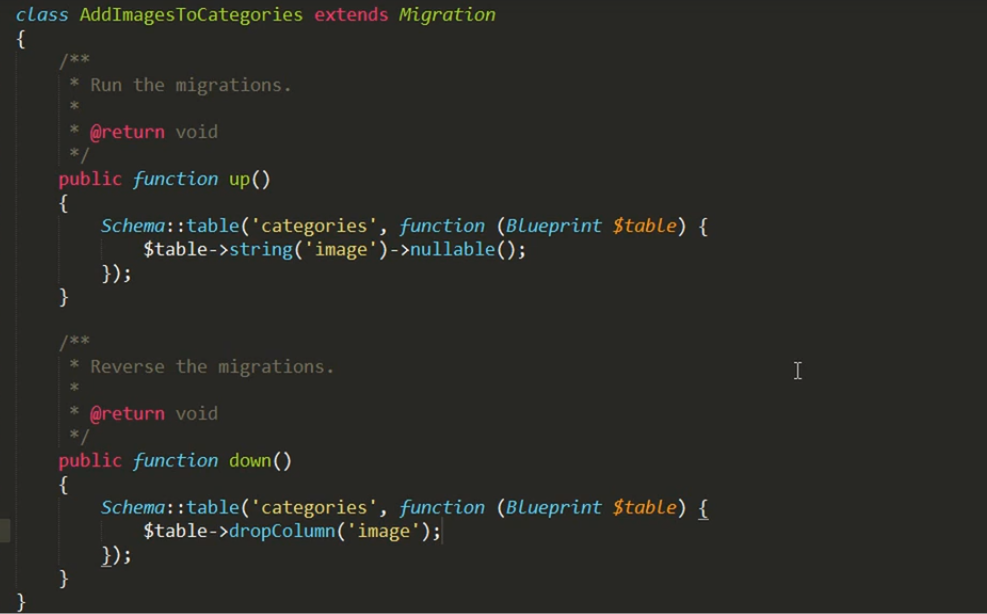 class AddImagesToCategories extends Migration
{
    /**
     * Run the migrations.
     *
     * @return void
     */
    public function up()
    {
        Schema::table('categories', function (Blueprint $table) {
            $table->string('image')->nullable();
        });
    }

    /**
     * Reverse the migrations.
     *
     * @return void
     */
    public function down()
    {
        Schema::table('categories', function (Blueprint $table) {
            $table->dropColumn('image');
        });
    }
}